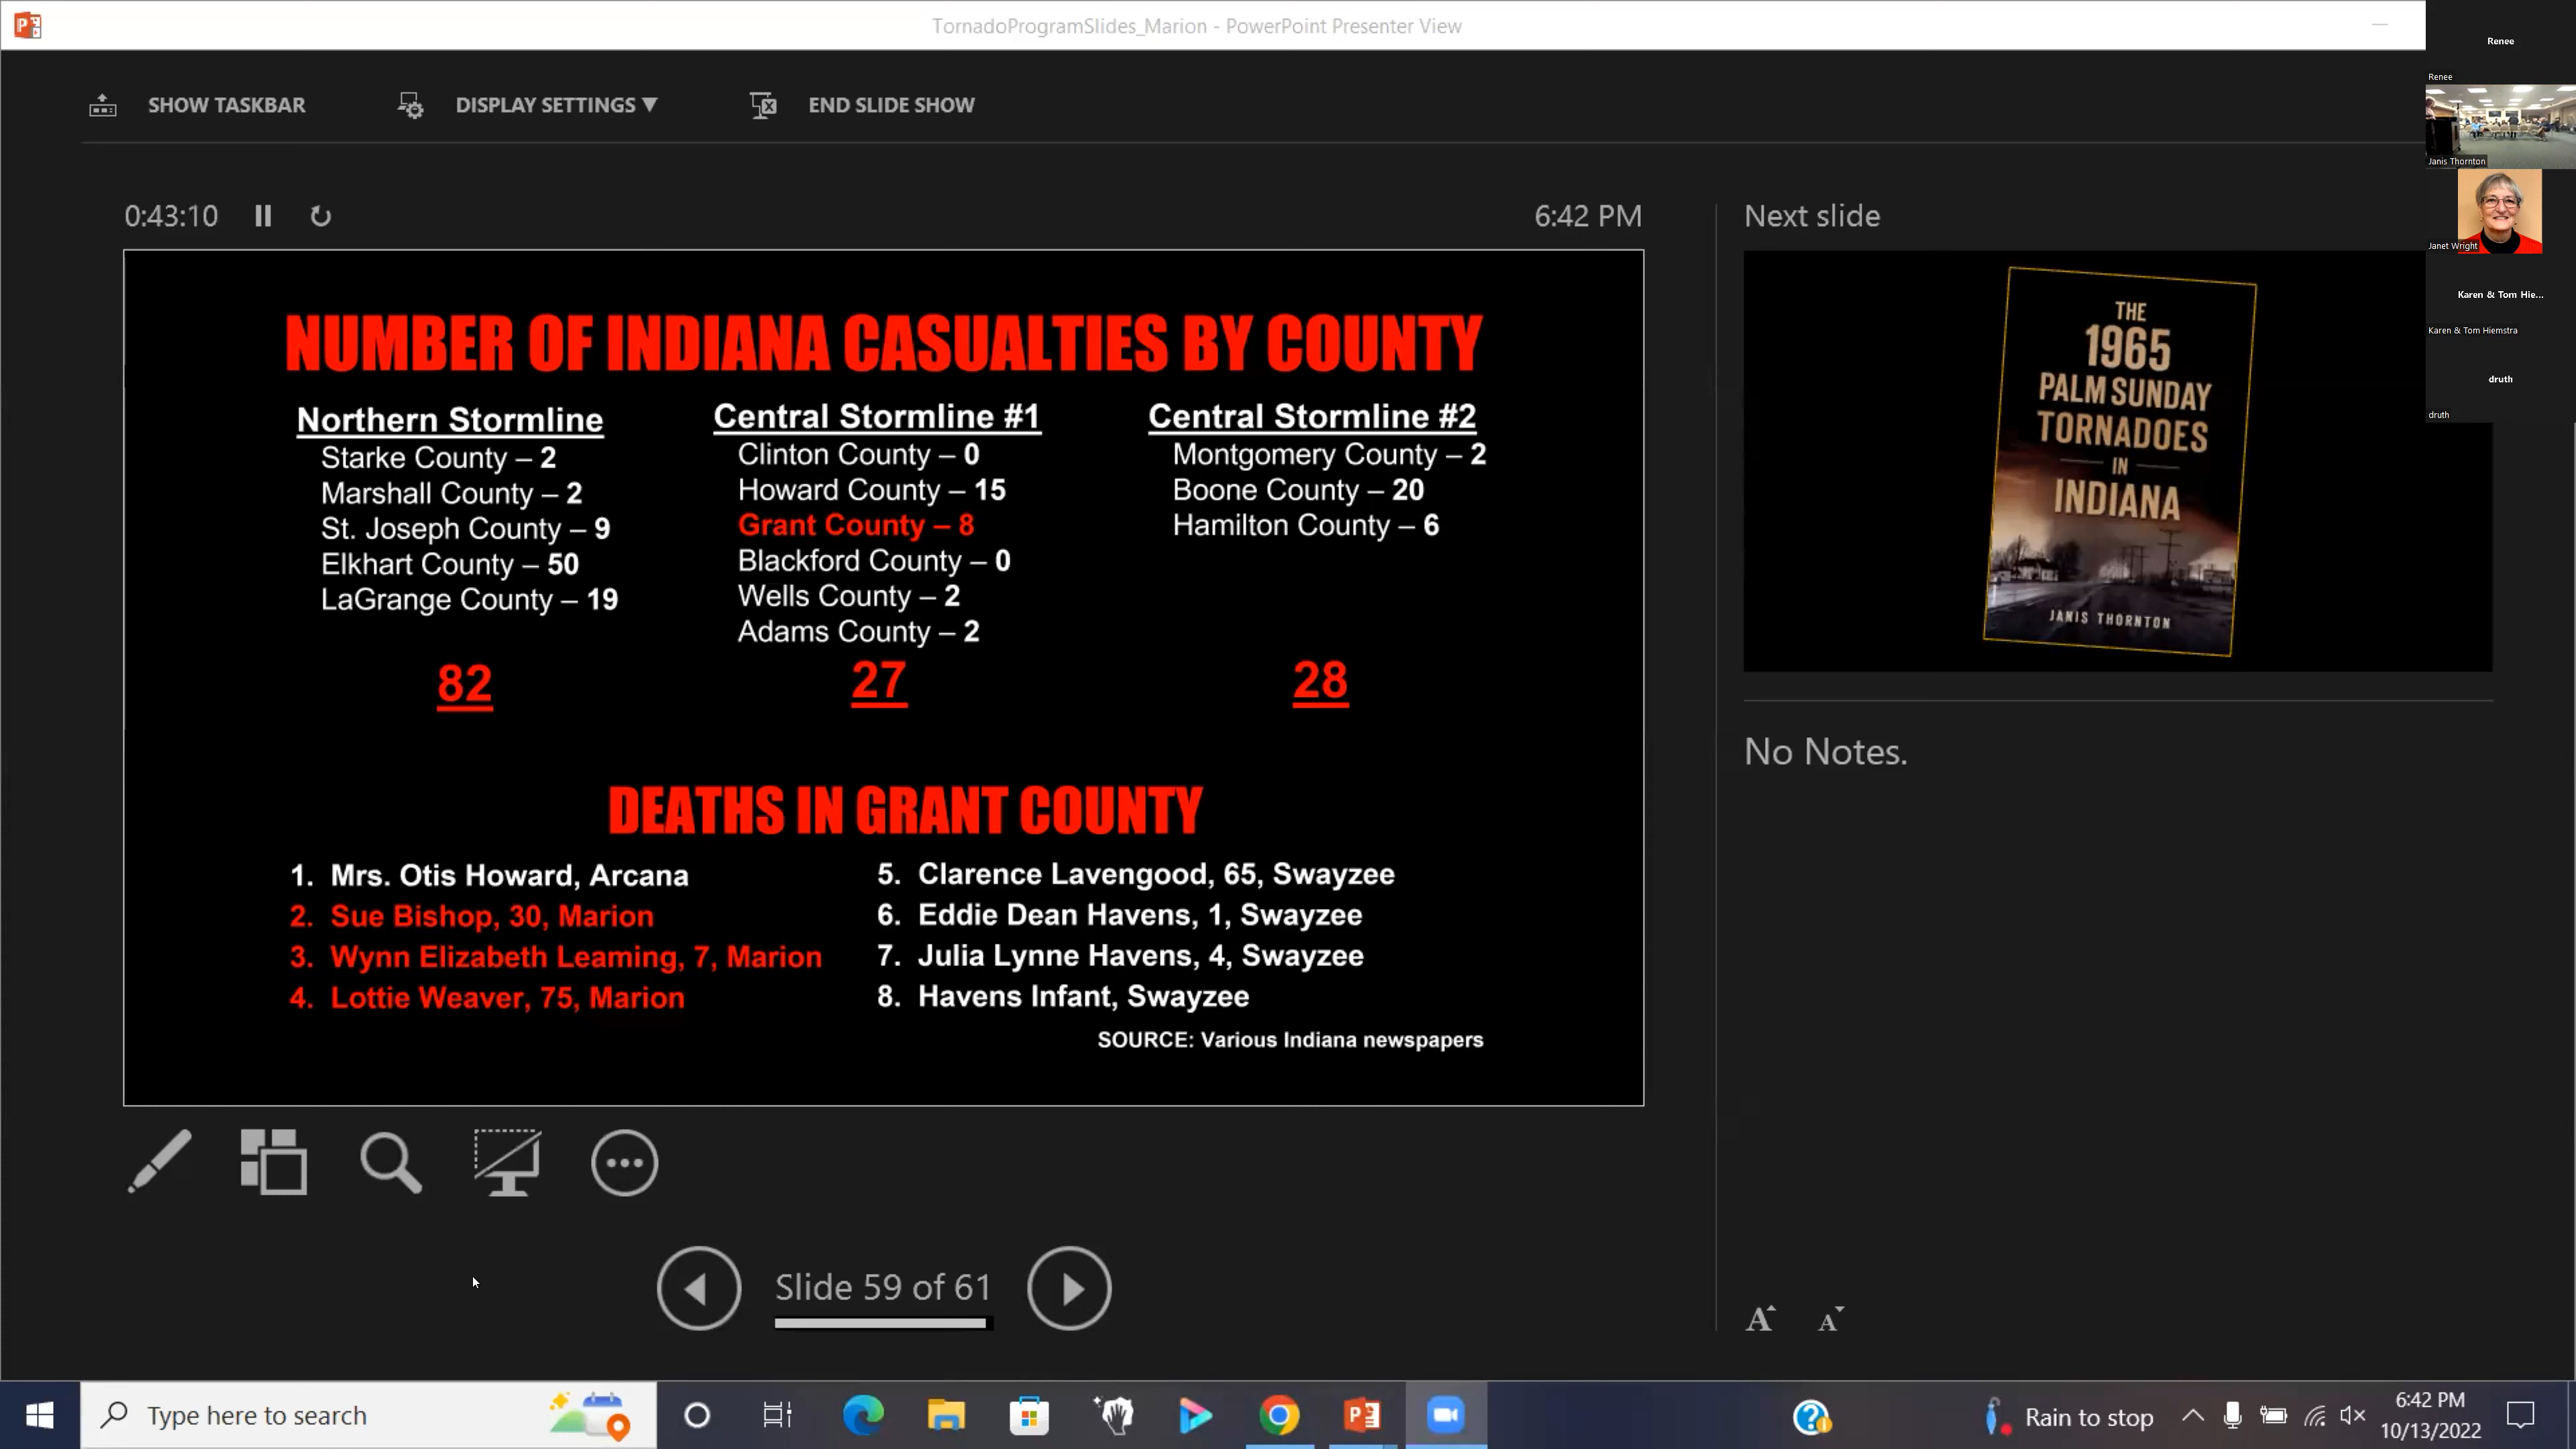 TornadoProgramSlides_Marion - PowerPoint Presenter View
SHOW TASKBAR
DISPLAY SETTINGS ▼
END SLIDE SHOW
Renee
Renee
Janis Thornton
Janet Wright
Karen & Tom Hie...
Karen & Tom Hiemstra
druth
druth
0:43:10
6:42 PM
Next slide
NUMBER OF INDIANA CASUALTIES BY COUNTY
Northern Stormline
Starke County – 2
Marshall County – 2
St. Joseph County – 9
Elkhart County – 50
LaGrange County – 19
82
Central Stormline #1
Clinton County – 0
Howard County – 15
Grant County – 8
Blackford County – 0
Wells County – 2
Adams County – 2
27
Central Stormline #2
Montgomery County – 2
Boone County – 20
Hamilton County – 6
28
DEATHS IN GRANT COUNTY
1. Mrs. Otis Howard, Arcana
2. Sue Bishop, 30, Marion
3. Wynn Elizabeth Leaming, 7, Marion
4. Lottie Weaver, 75, Marion
5. Clarence Lavengood, 65, Swayzee
6. Eddie Dean Havens, 1, Swayzee
7. Julia Lynne Havens, 4, Swayzee
8. Havens Infant, Swayzee
SOURCE: Various Indiana newspapers
THE
1965
PALM SUNDAY
TORNADOES
IN
INDIANA
JANIS THORNTON
No Notes.
Slide 59 of 61
A A
Type here to search
Rain to stop
6:42 PM
10/13/2022